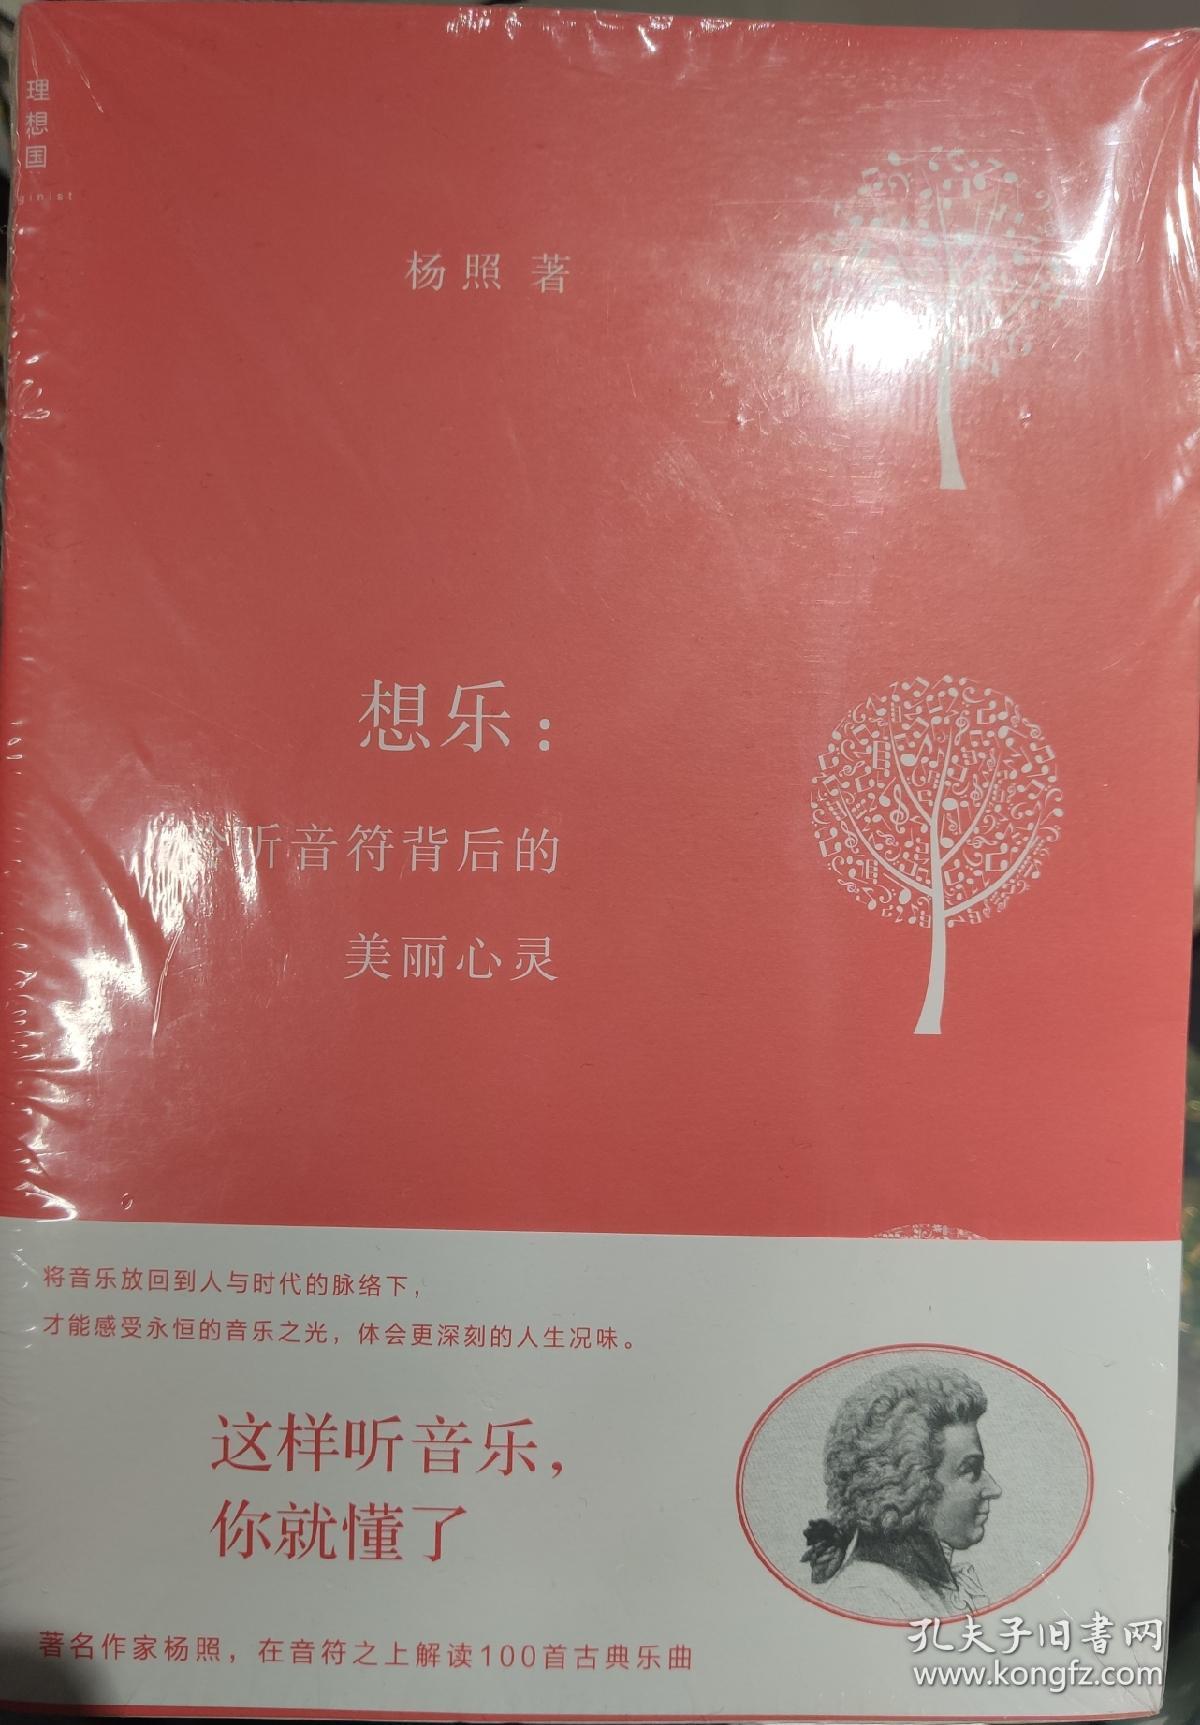 理想国
ginist
杨照 著
想乐:
听音符背后的
美丽心灵
将音乐放回到人与时代的脉络下,
才能感受永恒的音乐之光,体会更深刻的人生况味。
这样听音乐,
你就懂了
著名作家杨照,在音符之上解读100首古典乐曲
孔夫子旧书网
www.kongfz.com